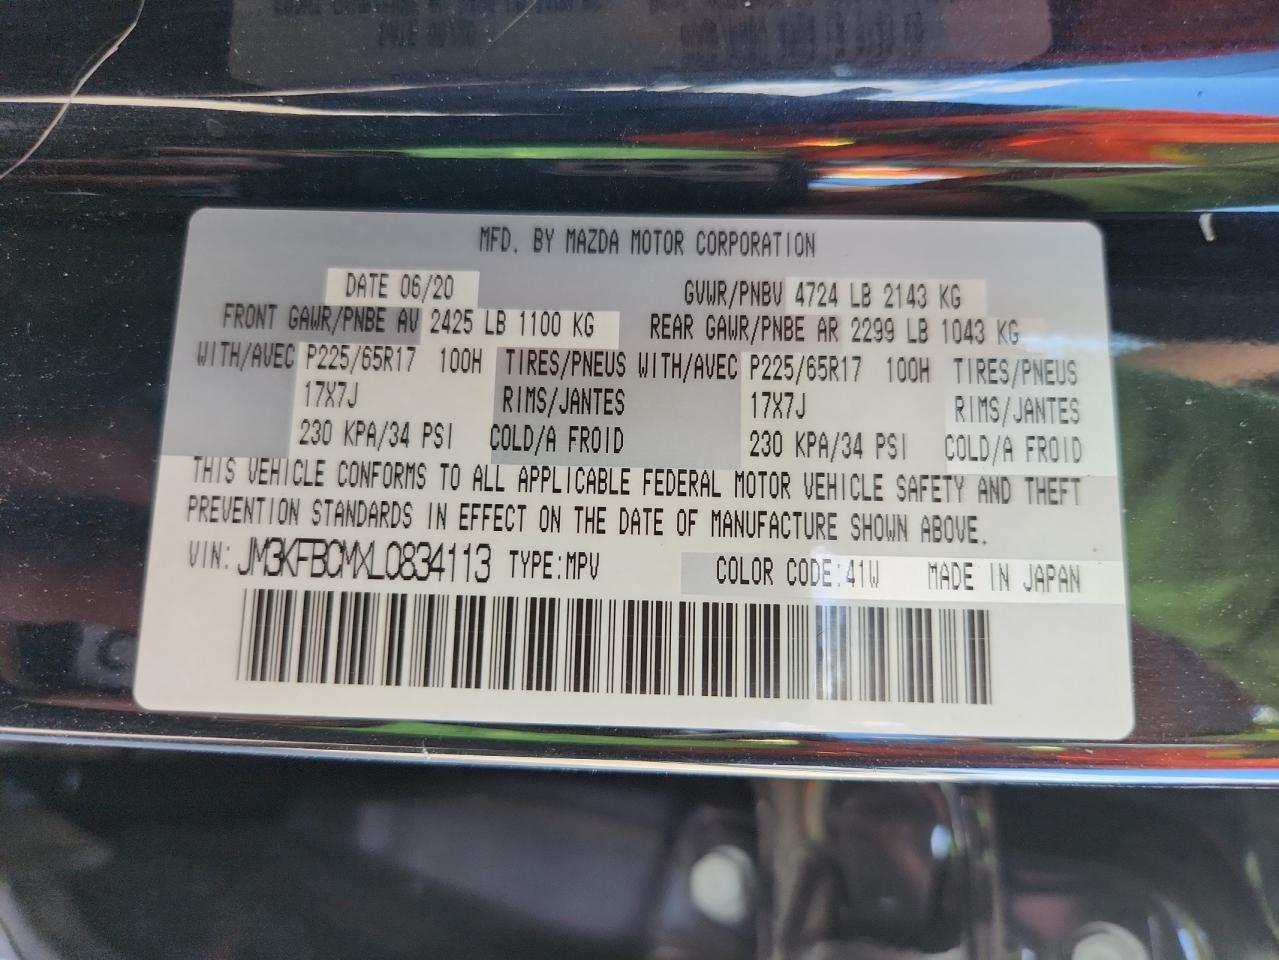 MFD. BY MAZDA MOTOR CORPORATION
DATE 06/20 GVWR/PNBV 4724 LB 2143 KG
FRONT GAWR/PNBE AV 2425 LB 1100 KG REAR GAWR/PNBE AR 2299 LB 1043 KG
WITH/AVEC P225/65R17 100H TIRES/PNEUS WITH/AVEC P225/65R17 100H TIRES/PNEUS
17X7J RIMS/JANTES 17X7J RIMS/JANTES
230 KPA/34 PSI COLD/A FROID 230 KPA/34 PSI COLD/A FROID
THIS VEHICLE CONFORMS TO ALL APPLICABLE FEDERAL MOTOR VEHICLE SAFETY AND THEFT
PREVENTION STANDARDS IN EFFECT ON THE DATE OF MANUFACTURE SHOWN ABOVE.
VIN: JM3KFBCMXL0834113 TYPE:MPV COLOR CODE:41W MADE IN JAPAN